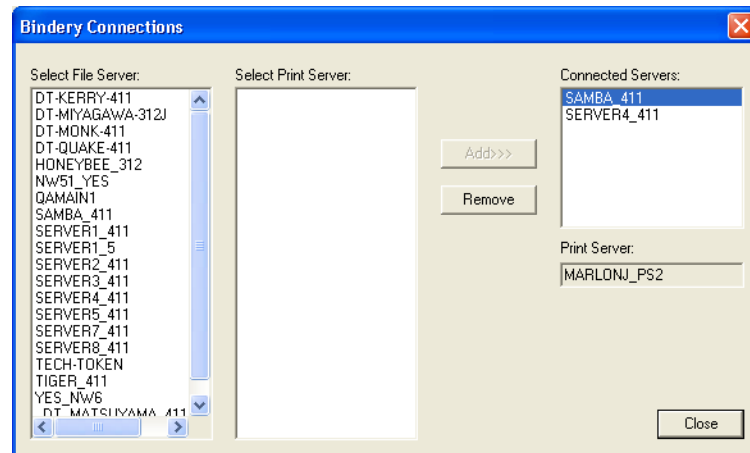 Bindery Connections
Select File Server:
DT-KERRY-411
DT-MIYAGAWA-312J
DT-MONK-411
DT-QUAKE-411
HONEYBEE_312
NW51_YES
QAMAIN1
SAMBA_411
SERVER1_411
SERVER1_5
SERVER2_411
SERVER3_411
SERVER4_411
SERVER5_411
SERVER7_411
SERVER8_411
TECH-TOKEN
TIGER_411
YES_NW6
_DT_MATSUYAMA_411
Select Print Server:
Add>>>
Remove
Connected Servers:
SAMBA_411
SERVER4_411
Print Server:
MARLONJ_PS2
Close